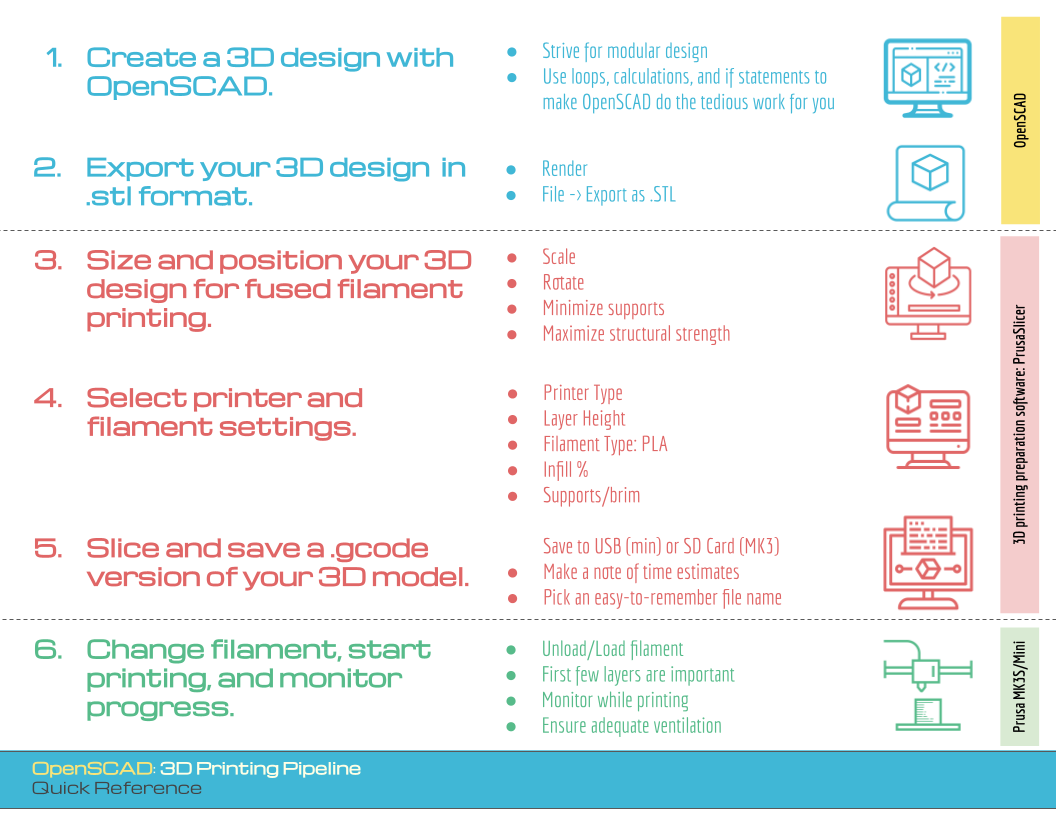 1. Create a 3D design with
OpenSCAD.
● Strive for modular design
● Use loops, calculations, and if statements to
make OpenSCAD do the tedious work for you
2. Export your 3D design in
.stl format.
● Render
● File -> Export as .STL
OpenSCAD
3. Size and position your 3D
design for fused filament
printing.
● Scale
● Rotate
● Minimize supports
● Maximize structural strength
4. Select printer and
filament settings.
● Printer Type
● Layer Height
● Filament Type: PLA
● Infill %
● Supports/brim
5. Slice and save a .gcode
version of your 3D model.
Save to USB (min) or SD Card (MK3)
● Make a note of time estimates
● Pick an easy-to-remember file name
3D printing preparation software: PrusaSlicer
6. Change filament, start
printing, and monitor
progress.
● Unload/Load filament
● First few layers are important
● Monitor while printing
● Ensure adequate ventilation
Prusa MK3S/Mini
OpenSCAD: 3D Printing Pipeline
Quick Reference